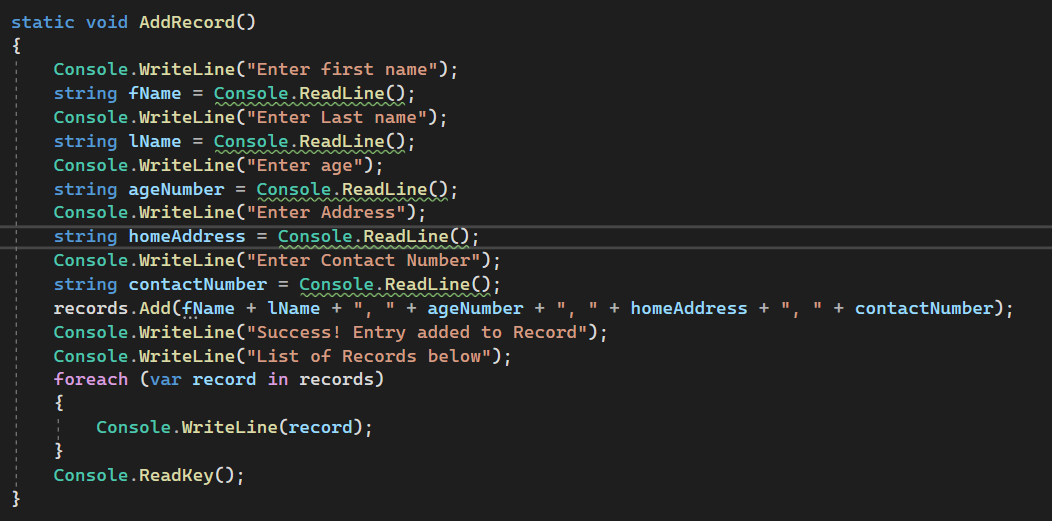 static void AddRecord()
{
    Console.WriteLine("Enter first name");
    string fName = Console.ReadLine();
    Console.WriteLine("Enter Last name");
    string lName = Console.ReadLine();
    Console.WriteLine("Enter age");
    string ageNumber = Console.ReadLine();
    Console.WriteLine("Enter Address");
    string homeAddress = Console.ReadLine();
    Console.WriteLine("Enter Contact Number");
    string contactNumber = Console.ReadLine();
    records.Add(fName + lName + ", " + ageNumber + ", " + homeAddress + ", " + contactNumber);
    Console.WriteLine("Success! Entry added to Record");
    Console.WriteLine("List of Records below");
    foreach (var record in records)
    {
        Console.WriteLine(record);
    }
    Console.ReadKey();
}